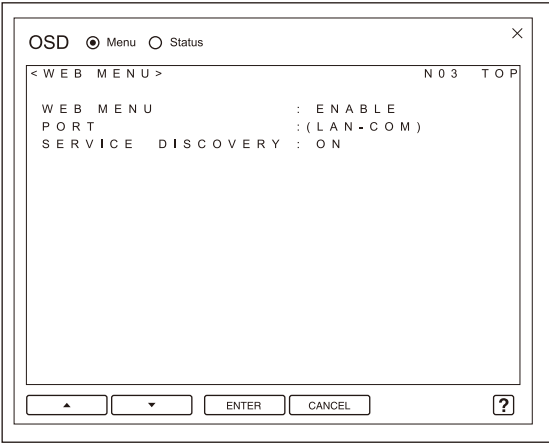 OSD Menu Status ×
<WEB MENU> N03 TOP
WEB MENU : ENABLE
PORT :(LAN-COM)
SERVICE DISCOVERY : ON
▲ ▼ ENTER CANCEL ?